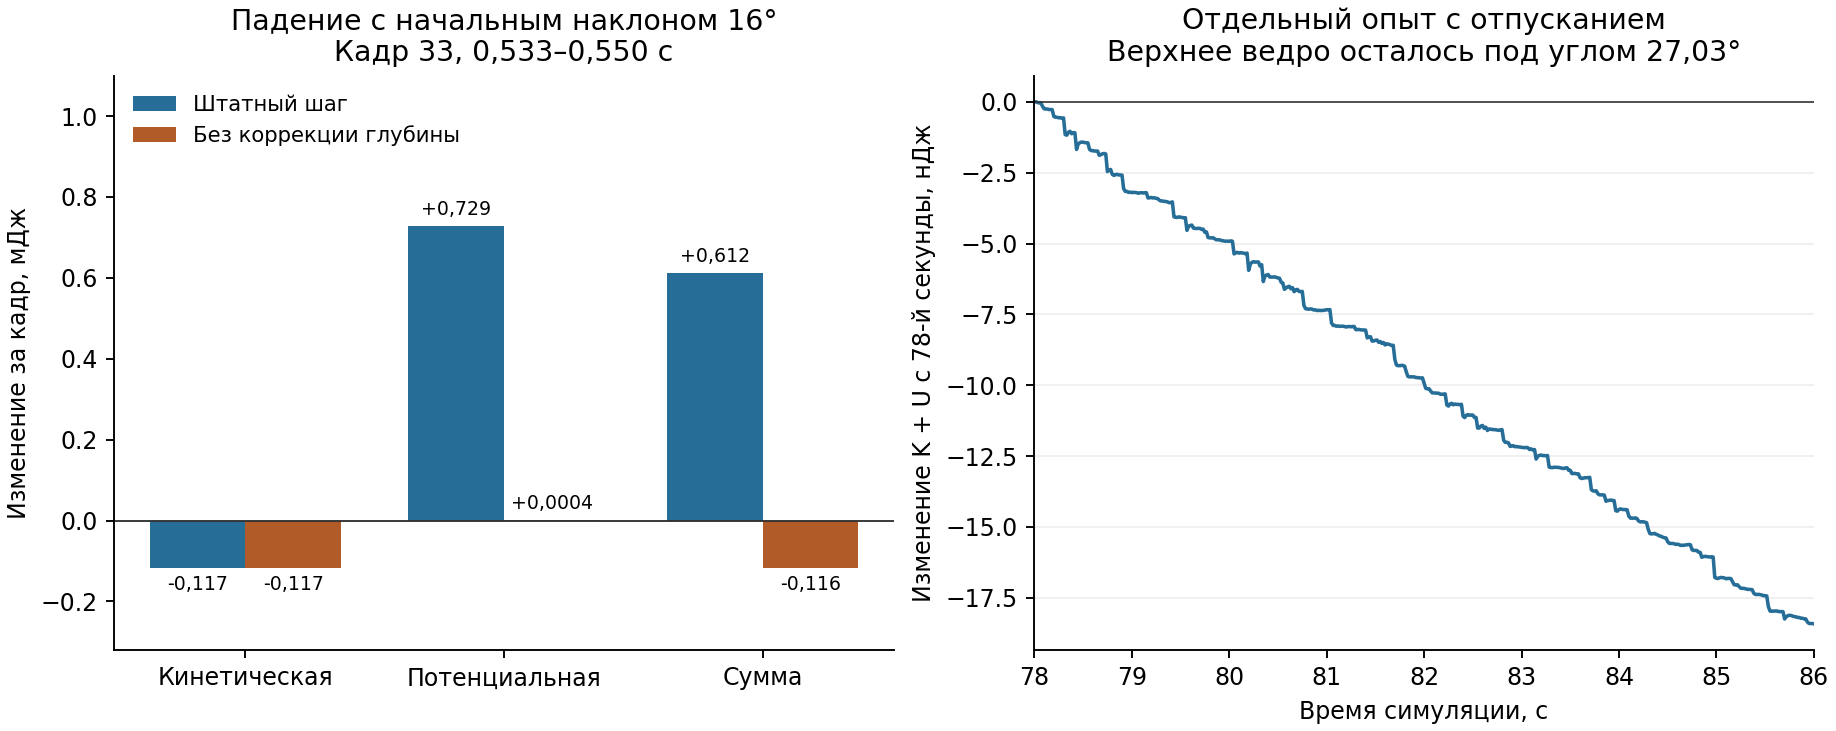 Падение с начальным наклоном 16°
Кадр 33, 0,533–0,550 с
Изменение за кадр, мДж
1.0
0.8
0.6
0.4
0.2
0.0
−0.2
Штатный шаг
Без коррекции глубины
-0,117
-0,117
+0,729
+0,0004
+0,612
-0,116
Кинетическая
Потенциальная
Сумма
Отдельный опыт с отпусканием
Верхнее ведро осталось под углом 27,03°
Изменение K + U с 78-й секунды, нДж
0.0
−2.5
−5.0
−7.5
−10.0
−12.5
−15.0
−17.5
78
79
80
81
82
83
84
85
86
Время симуляции, с